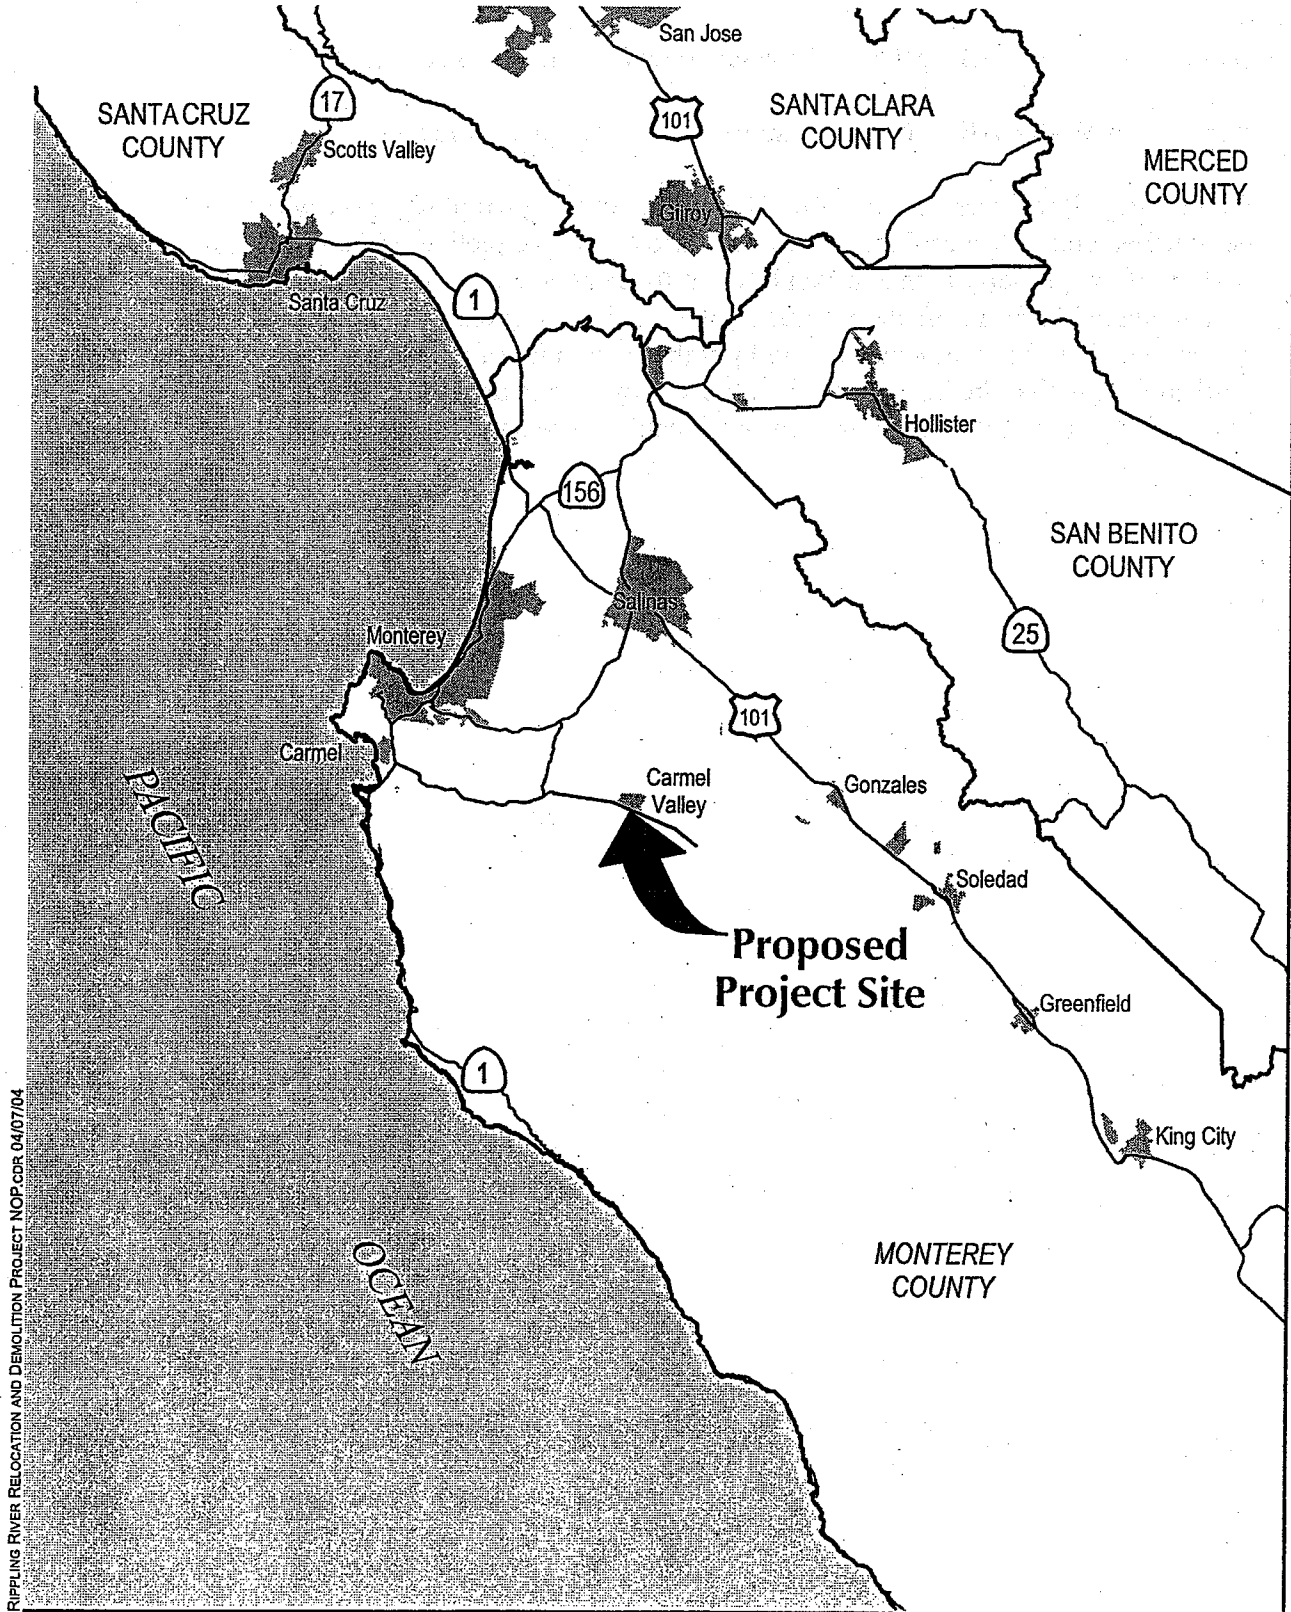 San Jose
17
SANTA CRUZ
COUNTY
101
SANTA CLARA
COUNTY
Scotts Valley
MERCED
COUNTY
Gilroy
Santa Cruz
1
Hollister
156
SAN BENITO
COUNTY
Salinas
Monterey
25
101
Carmel
Carmel
Valley
Gonzales
PACIFIC
Soledad
Proposed
Project Site
Greenfield
1
King City
MONTEREY
COUNTY
OCEAN
RIPPLING RIVER RELOCATION AND DEMOLITION PROJECT NOP.CDR 04/07/04